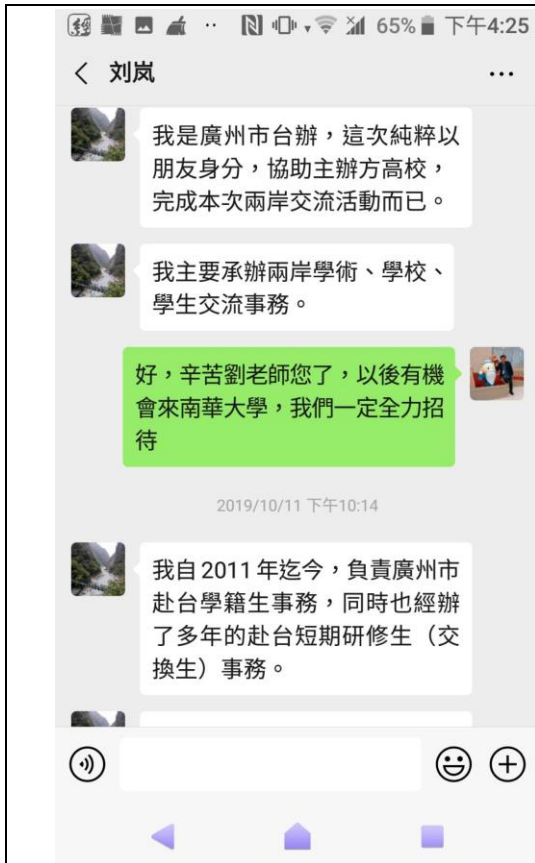 65% 下午4:25
刘岚
我是廣州市台辦，這次純粹以
朋友身分，協助主辦方高校，
完成本次兩岸交流活動而已。
我主要承辦兩岸學術、學校、
學生交流事務。
好，辛苦劉老師您了，以後有機
會來南華大學，我們一定全力招
待
2019/10/11 下午10:14
我自2011年迄今，負責廣州市
赴台學籍生事務，同時也經辦
了多年的赴台短期研修生（交
換生）事務。